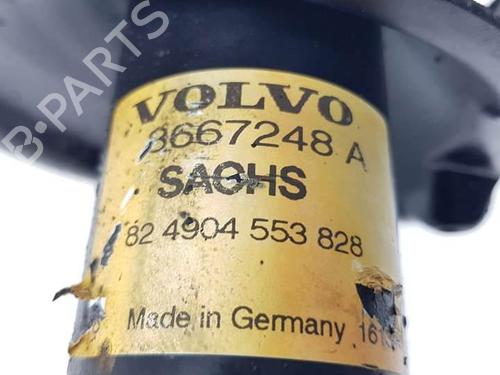 B-PARTS
VOLVO
8667248 A
SACHS
82 4904 553 828
Made in Germany